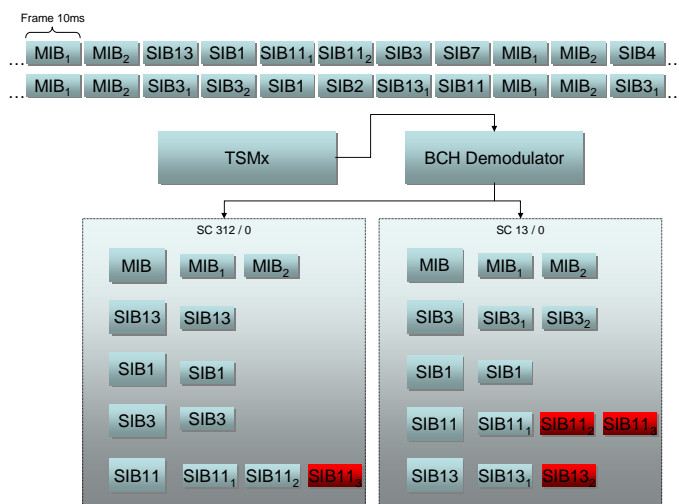 Frame 10ms
... MIB₁ MIB₂ SIB13 SIB1 SIB11₁ SIB11₂ SIB3 SIB7 MIB₁ MIB₂ SIB4 ...
... MIB₁ MIB₂ SIB3₁ SIB3₂ SIB1 SIB2 SIB13₁ SIB11 MIB₁ MIB₂ SIB3₁ ...
TSMx BCH Demodulator
SC 312 / 0
MIB MIB₁ MIB₂
SIB13 SIB13
SIB1 SIB1
SIB3 SIB3
SIB11 SIB11₁ SIB11₂ SIB11₃
SC 13 / 0
MIB MIB₁ MIB₂
SIB3 SIB3₁ SIB3₂
SIB1 SIB1
SIB11 SIB11₁ SIB11₂ SIB11₃
SIB13 SIB13₁ SIB13₂